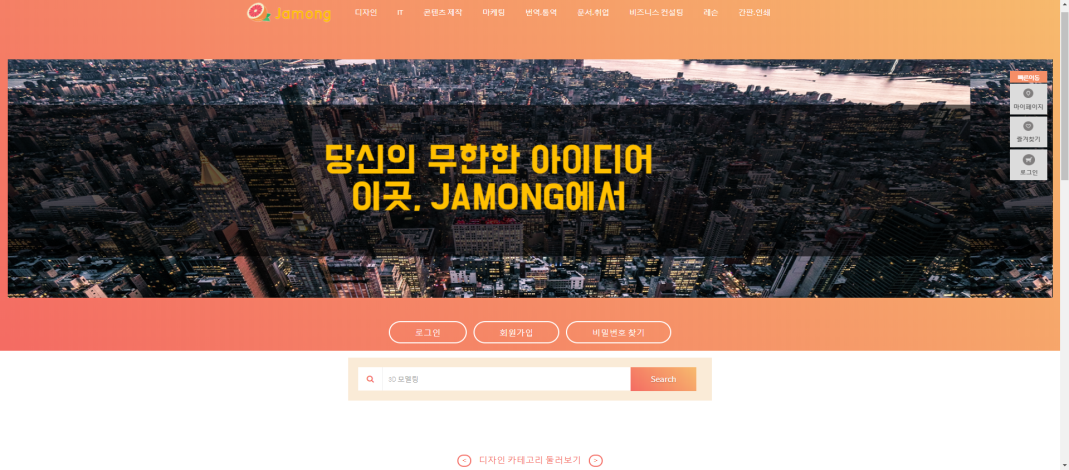 Jamong
디자인
IT
콘텐츠 제작
마케팅
번역.통역
문서.취업
비즈니스 컨설팅
레슨
간판.인쇄
빠른이동
마이페이지
즐겨찾기
로그인
당신의 무한한 아이디어
이곳, JAMONG에서
로그인
회원가입
비밀번호 찾기
3D 모델링
Search
< 디자인 카테고리 둘러보기 >